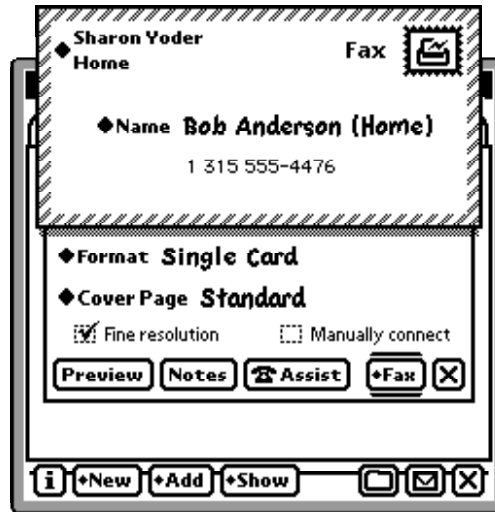 Sharon Yoder
Home
Fax
Name Bob Anderson (Home)
1 315 555-4476
Format Single Card
Cover Page Standard
Fine resolution Manually connect
Preview Notes Assist Fax X
i New Add Show X